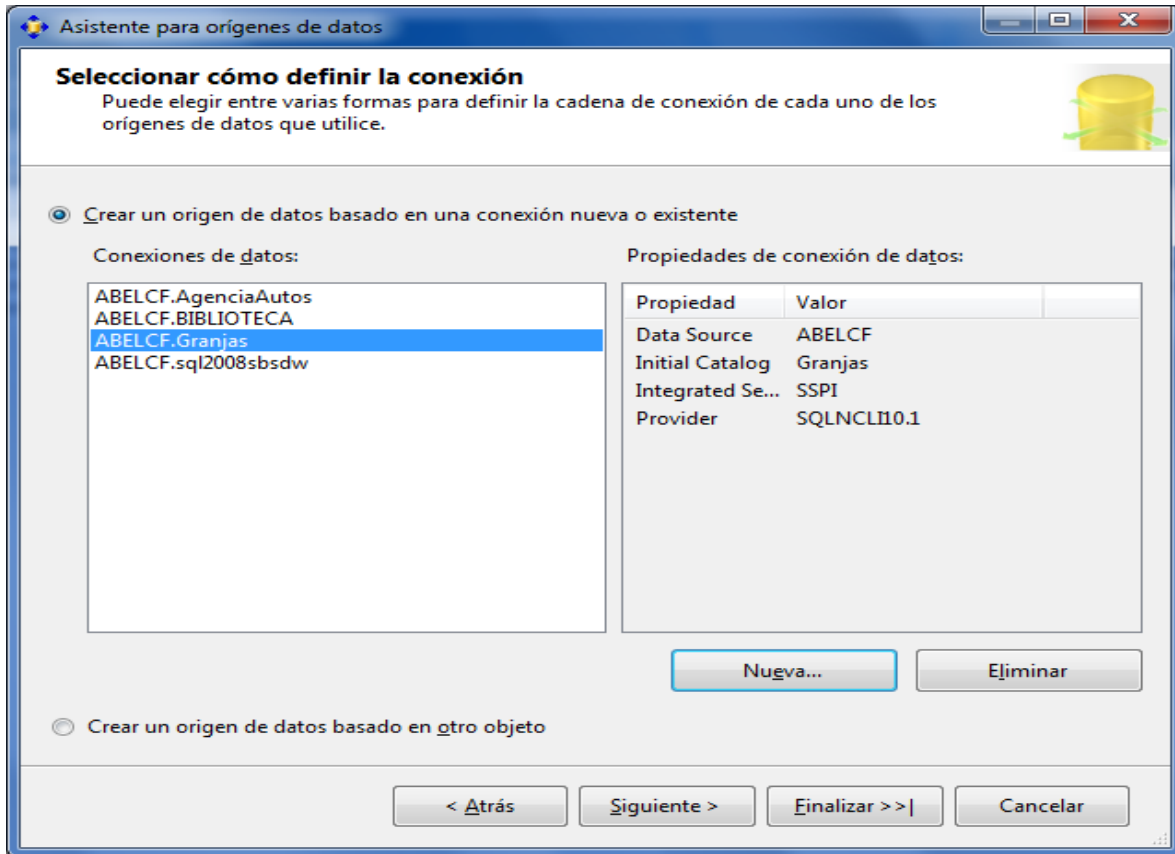 Asistente para orígenes de datos
Seleccionar cómo definir la conexión
Puede elegir entre varias formas para definir la cadena de conexión de cada uno de los
orígenes de datos que utilice.
Crear un origen de datos basado en una conexión nueva o existente
Conexiones de datos:
ABELCF.AgenciaAutos
ABELCF.BIBLIOTECA
ABELCF.Granjas
ABELCF.sql2008sbsdw
Propiedades de conexión de datos:
Propiedad Valor
Data Source ABELCF
Initial Catalog Granjas
Integrated Se... SSPI
Provider SQLNCLI10.1
Nueva... Eliminar
Crear un origen de datos basado en otro objeto
< Atrás Siguiente > Finalizar >>| Cancelar